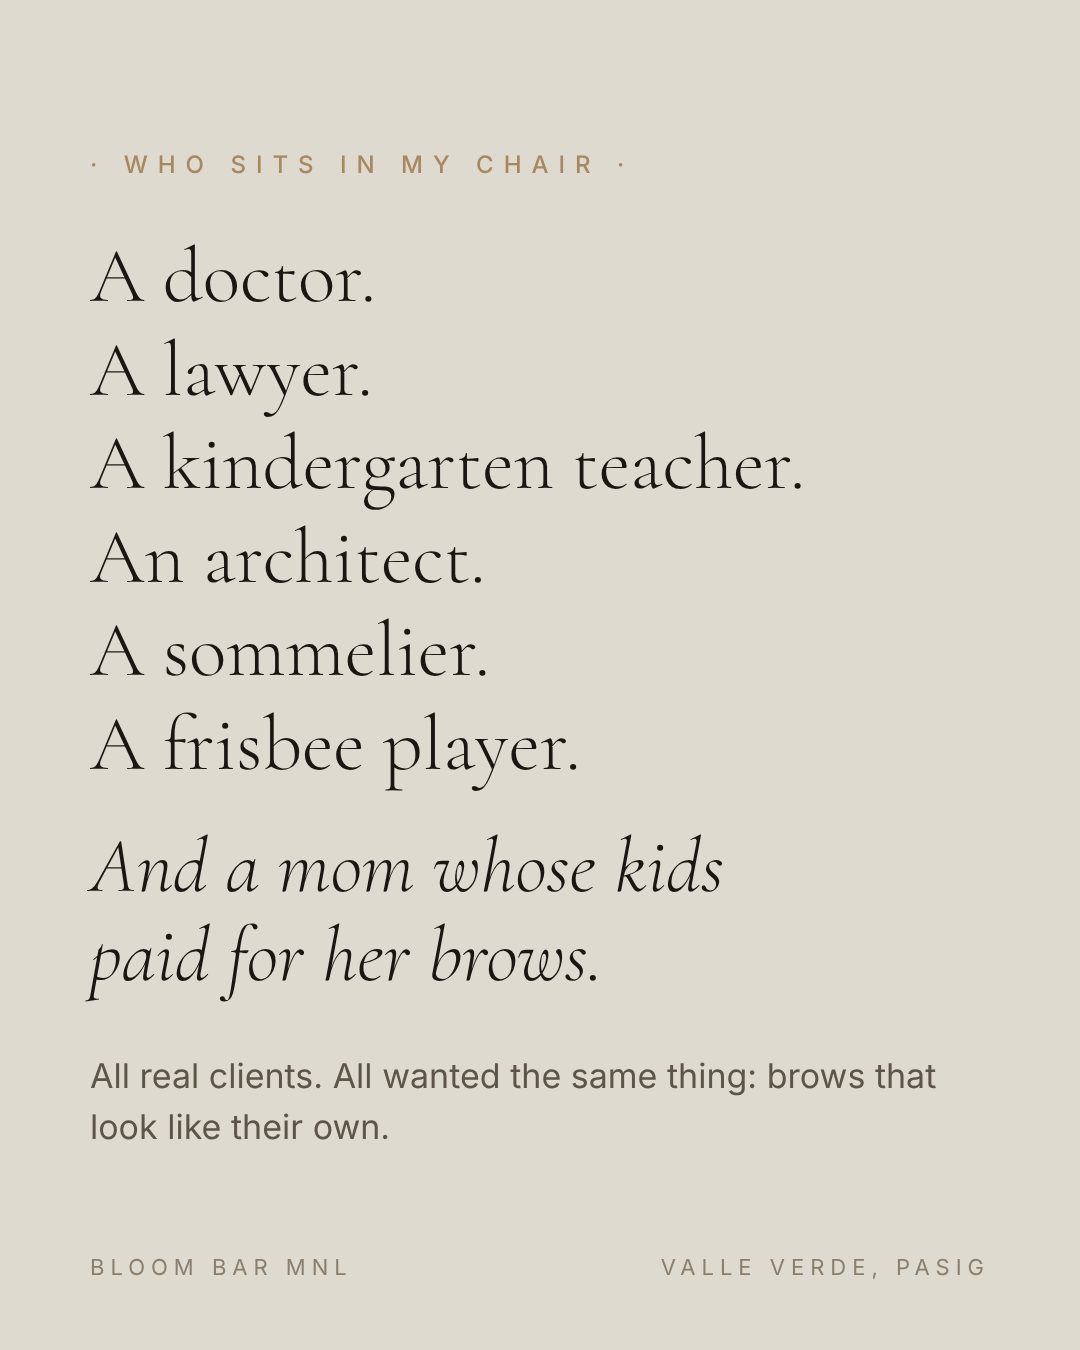 · WHO SITS IN MY CHAIR ·
A doctor.
A lawyer.
A kindergarten teacher.
An architect.
A sommelier.
A frisbee player.
And a mom whose kids
paid for her brows.
All real clients. All wanted the same thing: brows that
look like their own.
BLOOM BAR MNL
VALLE VERDE, PASIG